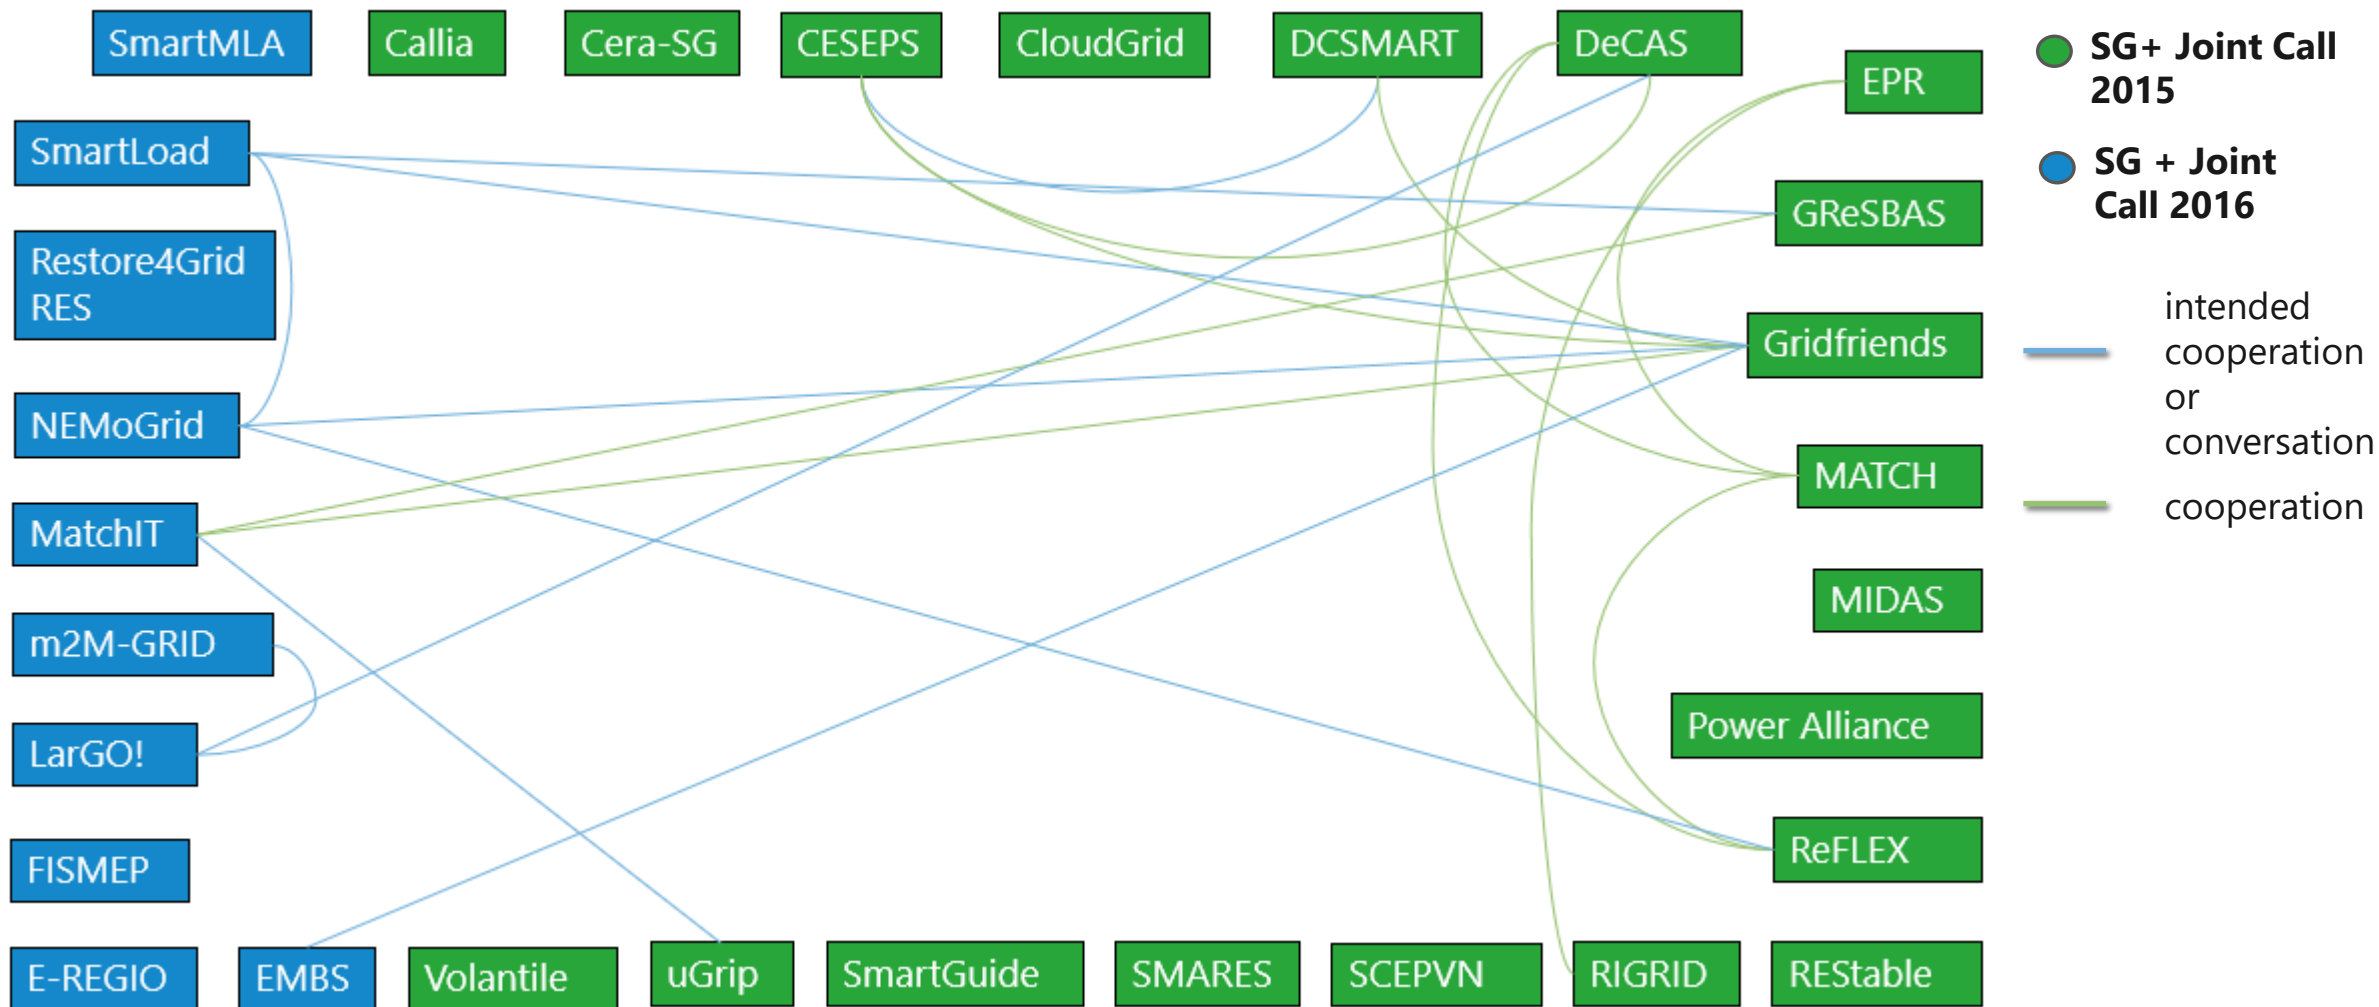 SmartMLA
Callia
Cera-SG
CESEPS
CloudGrid
DCSMART
DeCAS
EPR
SG+ Joint Call
2015
SmartLoad
GReSBAS
SG + Joint
Call 2016
Restore4Grid
RES
Gridfriends
intended
cooperation
or
conversation
NEMoGrid
MATCH
cooperation
MatchIT
MIDAS
m2M-GRID
Power Alliance
LarGO!
ReFLEX
FISMEP
E-REGIO
EMBS
Volantile
uGrip
SmartGuide
SMARES
SCEPVN
RIGRID
REStable